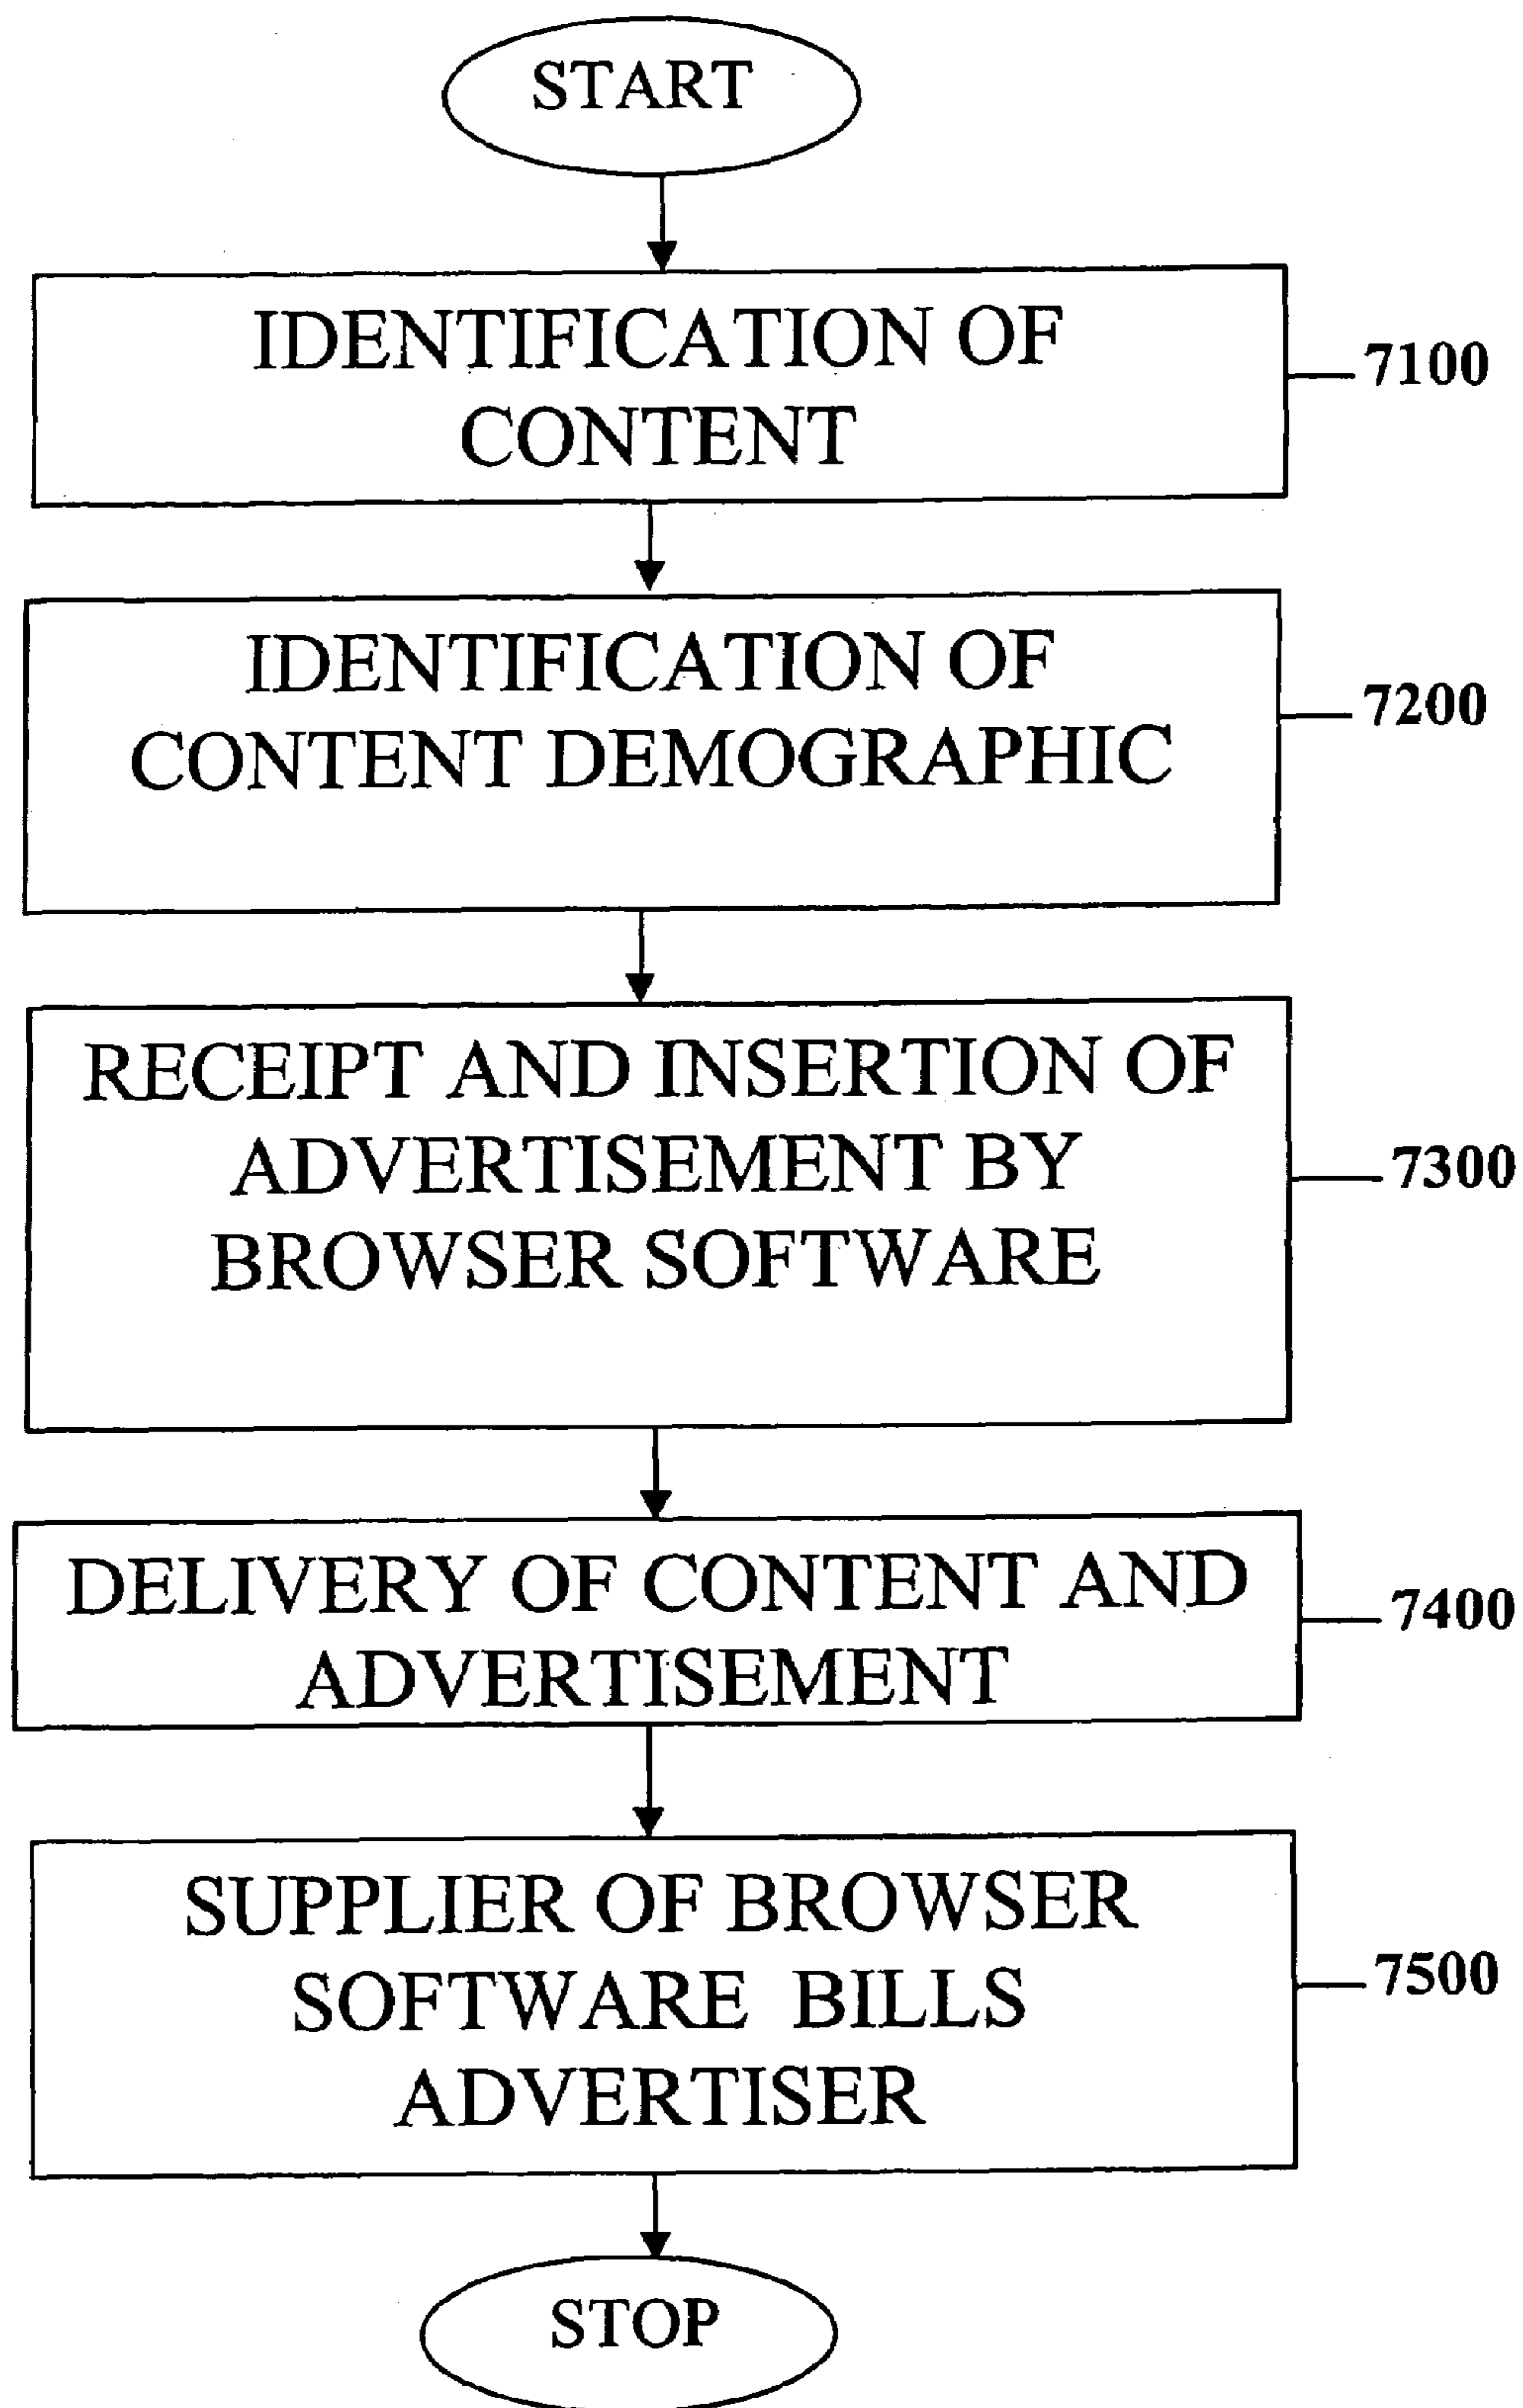 START
IDENTIFICATION OF
CONTENT
7100
IDENTIFICATION OF
CONTENT DEMOGRAPHIC
7200
RECEIPT AND INSERTION OF
ADVERTISEMENT BY
BROWSER SOFTWARE
7300
DELIVERY OF CONTENT AND
ADVERTISEMENT
7400
SUPPLIER OF BROWSER
SOFTWARE BILLS
ADVERTISER
7500
STOP